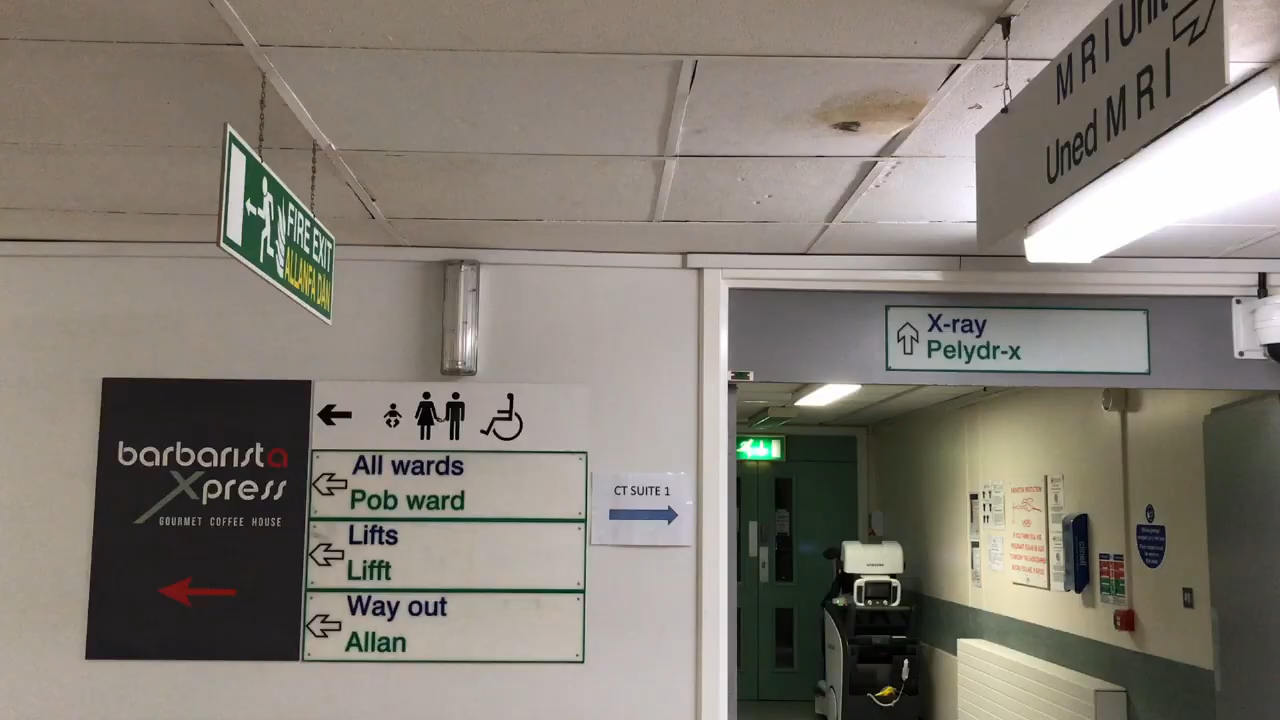 MRI Unit
Uned MRI
FIRE EXIT
ALLANFA DÂN
X-ray
Pelydr-x
barbarista
Xpress
GOURMET COFFEE HOUSE
All wards
Pob ward
Lifts
Lifft
Way out
Allan
CT SUITE 1
SAMSUNG